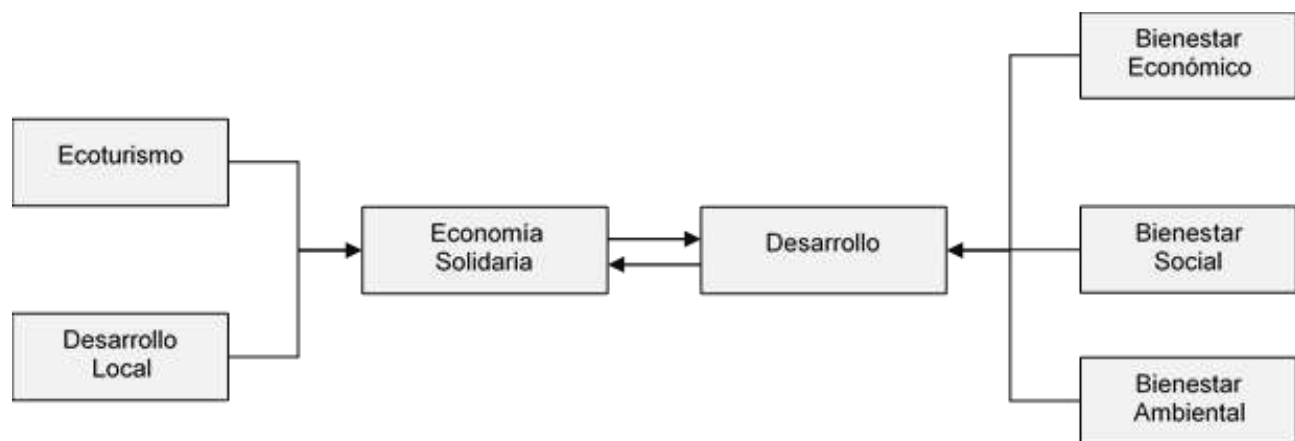 Ecoturismo
Desarrollo
Local
Economía
Solidaria
Desarrollo
Bienestar
Económico
Bienestar
Social
Bienestar
Ambiental